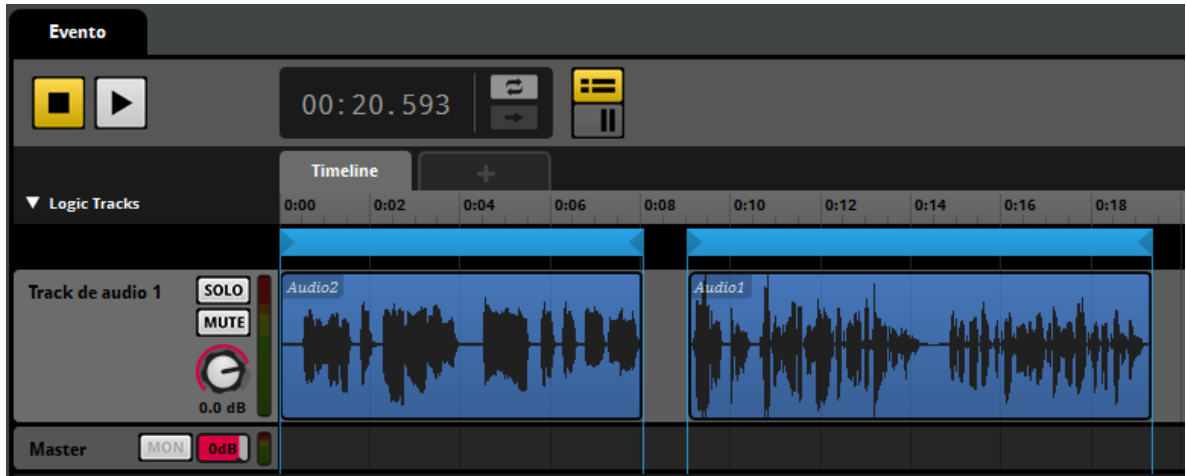 Evento
00:20.593
Timeline +
Logic Tracks
0:00 0:02 0:04 0:06 0:08 0:10 0:12 0:14 0:16 0:18
Track de audio 1
SOLO
MUTE
0.0 dB
Audio2
Audio1
Master MON 0dB